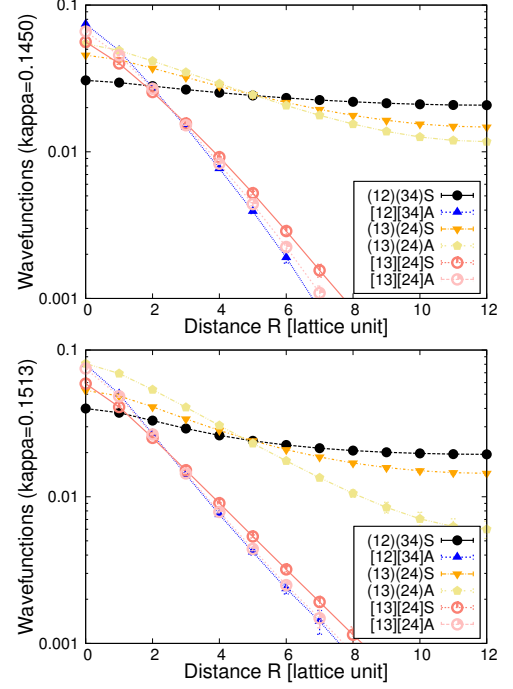 Wavefunctions (kappa=0.1450)
0.1
0.01
0.001
(12)(34)S
[12][34]A
(13)(24)S
(13)(24)A
[13][24]S
[13][24]A
0 2 4 6 8 10 12
Distance R [lattice unit]
Wavefunctions (kappa=0.1513)
0.1
0.01
0.001
(12)(34)S
[12][34]A
(13)(24)S
(13)(24)A
[13][24]S
[13][24]A
0 2 4 6 8 10 12
Distance R [lattice unit]